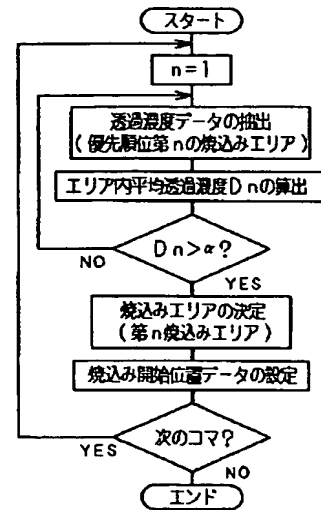 スタート
n=1
透過濃度データの抽出
(優先順位第nの焼込みエリア)
エリア内平均透過濃度Dnの算出
Dn>α?
NO
YES
焼込みエリアの決定
(第n焼込みエリア)
焼込み開始位置データの設定
次のコマ?
YES
NO
エンド